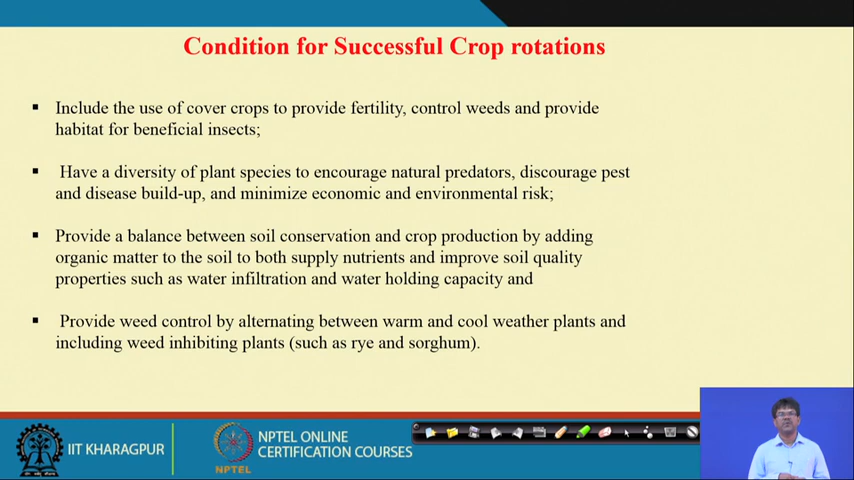 Condition for Successful Crop rotations
▪ Include the use of cover crops to provide fertility, control weeds and provide
habitat for beneficial insects;
▪ Have a diversity of plant species to encourage natural predators, discourage pest
and disease build-up, and minimize economic and environmental risk;
▪ Provide a balance between soil conservation and crop production by adding
organic matter to the soil to both supply nutrients and improve soil quality
properties such as water infiltration and water holding capacity and
▪ Provide weed control by alternating between warm and cool weather plants and
including weed inhibiting plants (such as rye and sorghum).
IIT KHARAGPUR
NPTEL
NPTEL ONLINE
CERTIFICATION COURSES